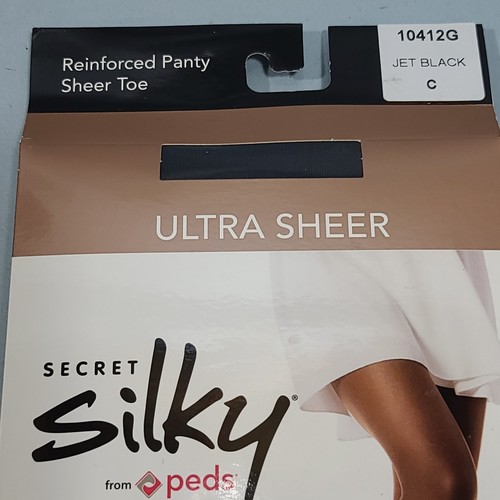 Reinforced Panty
Sheer Toe
10412G
JET BLACK
C
ULTRA SHEER
SECRET
Silky®
from peds